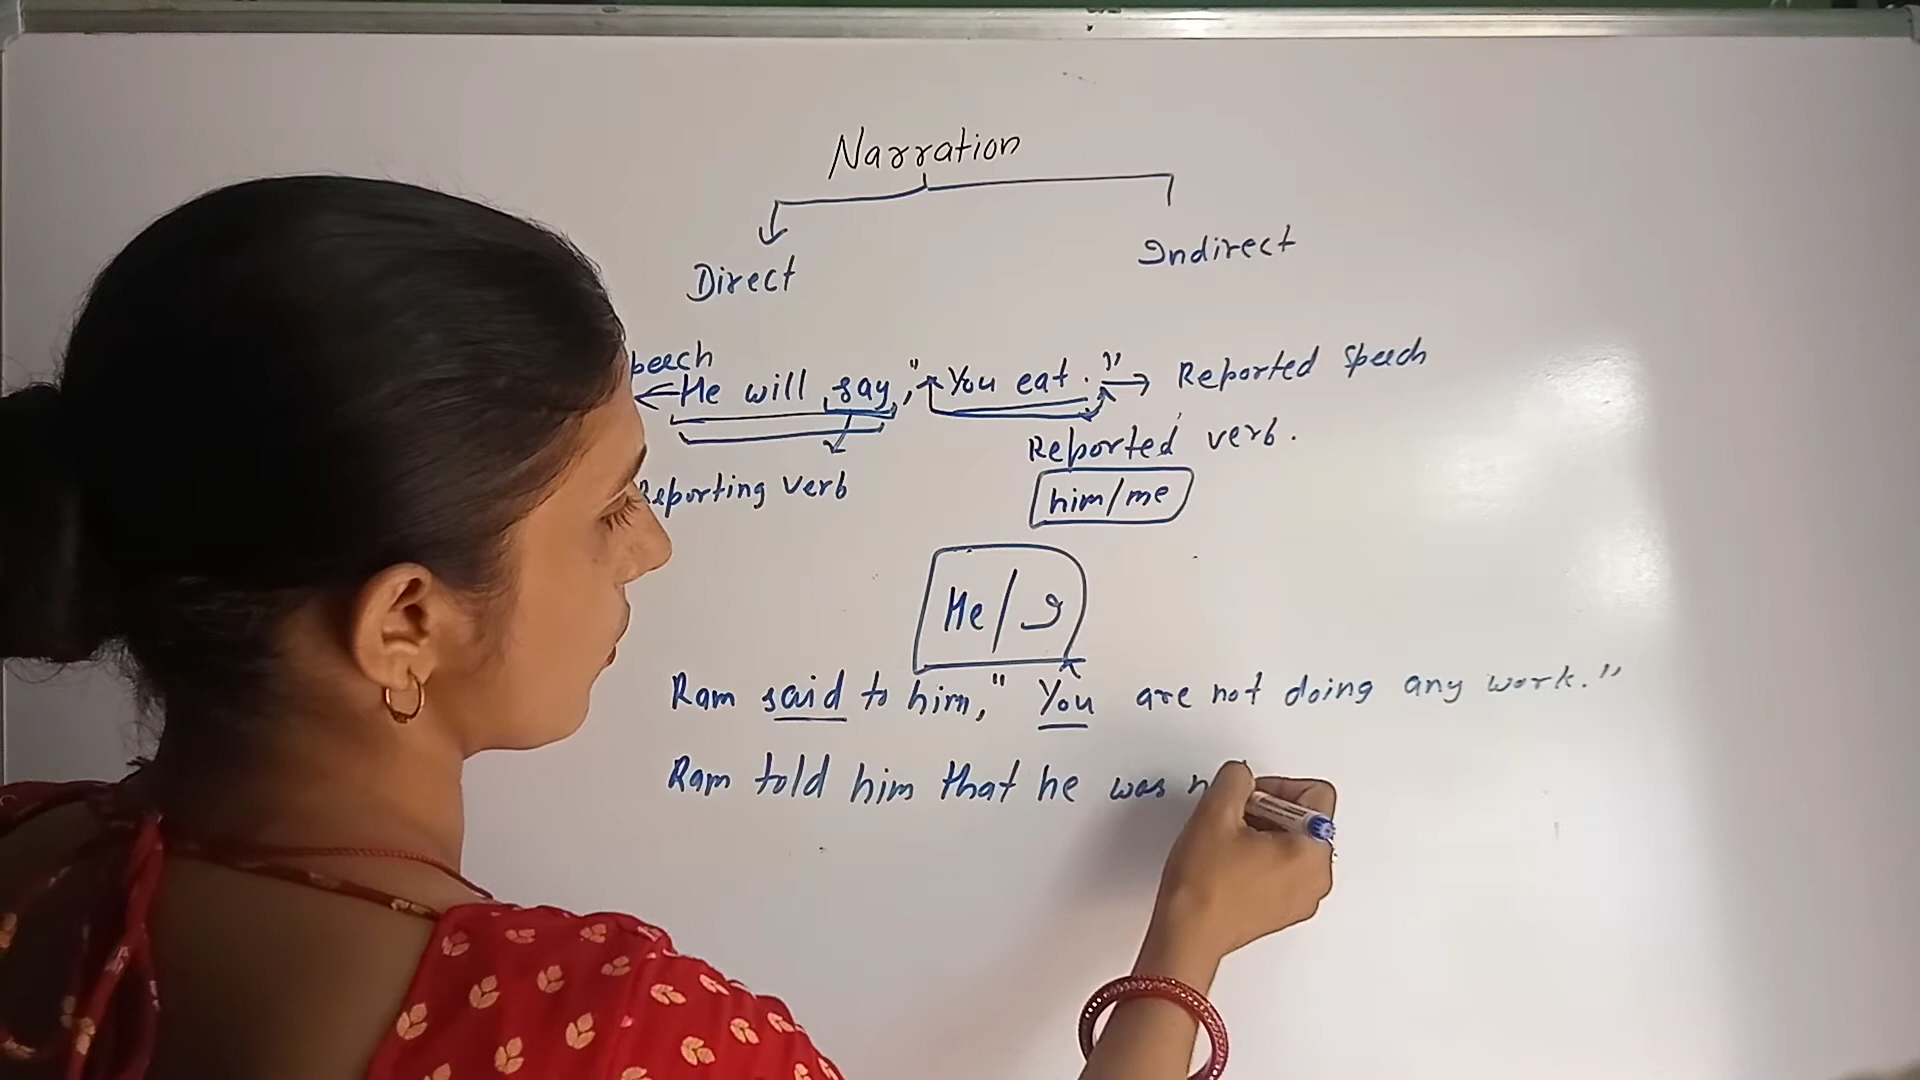 Narration
Direct
Indirect
He will say, "You eat." → Reported Speech
Reporting verb
Reported verb.
him/me
He/I
Ram said to him, " You are not doing any work."
Ram told him that he was